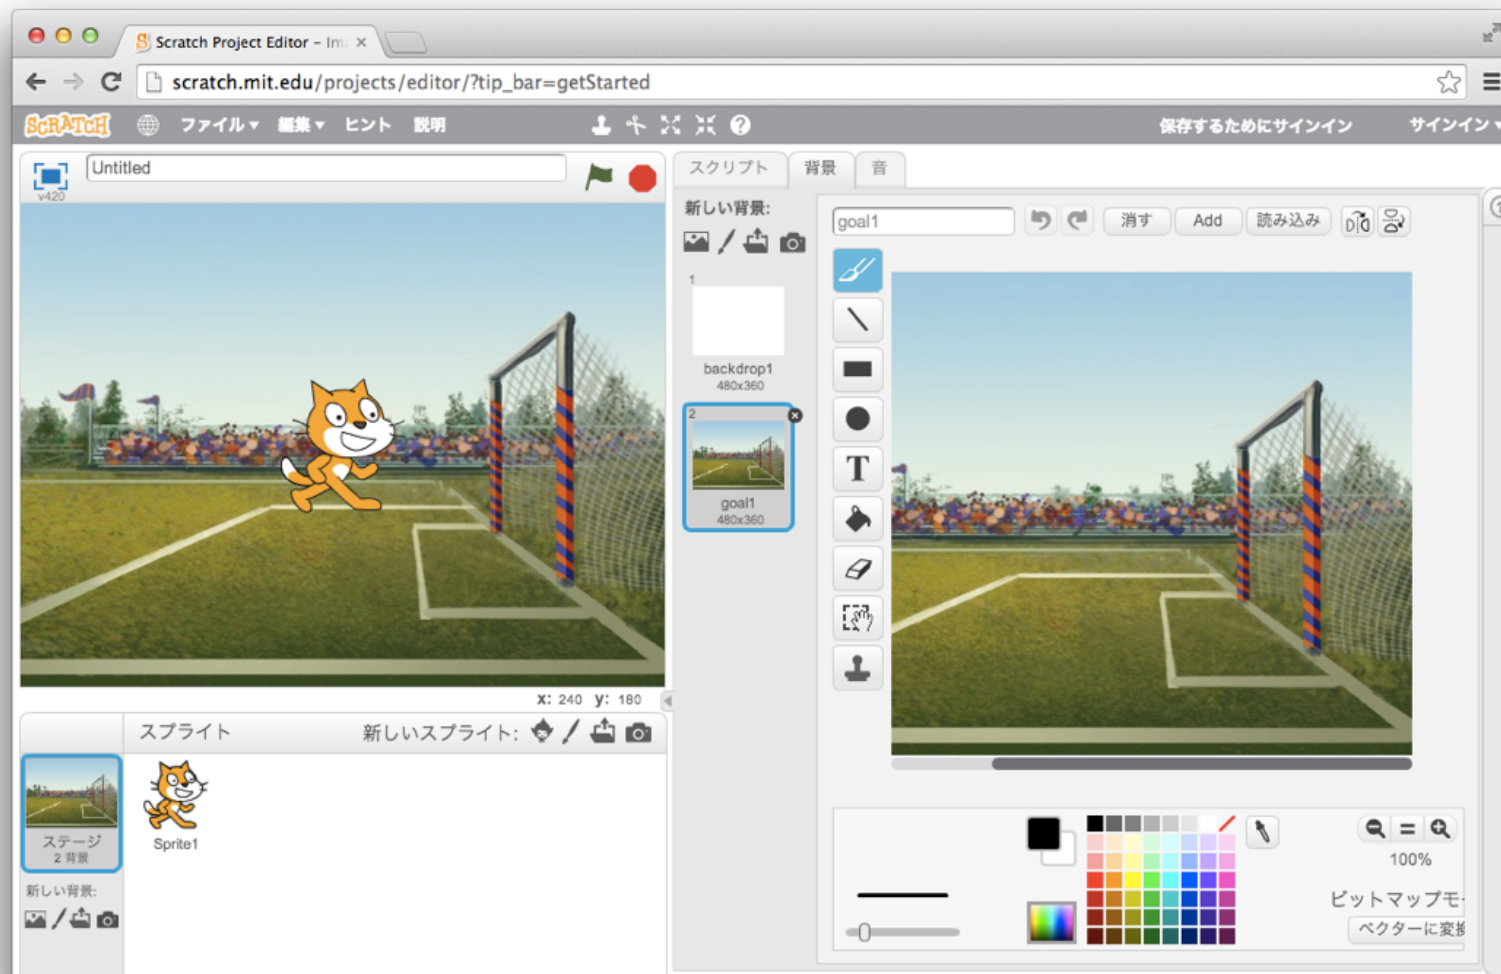 Scratch Project Editor – Im
scratch.mit.edu/projects/editor/?tip_bar=getStarted
SCRATCH ファイル 編集 ヒント 説明 保存するためにサインイン サインイン
v420
Untitled
スクリプト 背景 音
新しい背景:
1
backdrop1
480x360
2
goal1
480x360
goal1 消す Add 読み込み
T
x: 240 y: 180
スプライト 新しいスプライト:
ステージ
2 背景
新しい背景:
Sprite1
100%
ビットマップモ
ベクターに変換